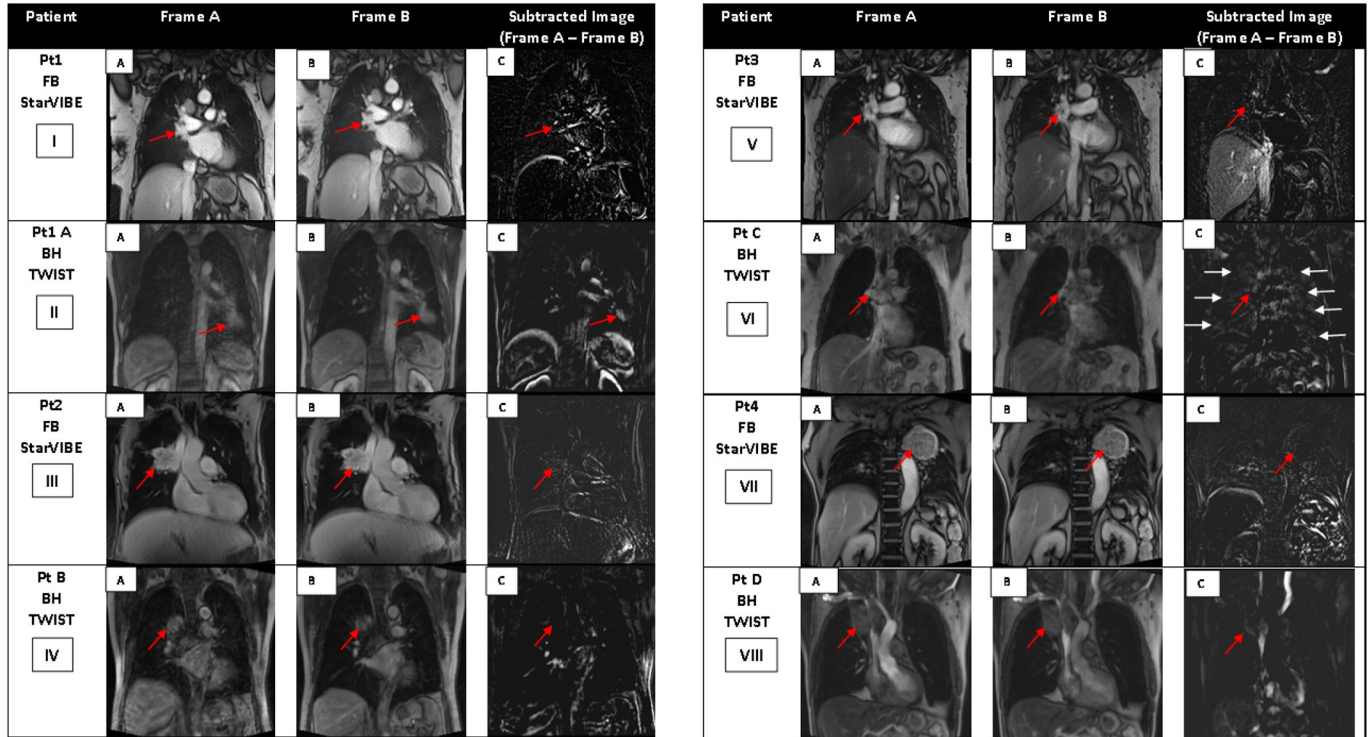 Patient Frame A Frame B Subtracted Image
(Frame A – Frame B)
Pt1
FB
StarVIBE
I
A
B
C
Pt1 A
BH
TWIST
II
A
B
C
Pt2
FB
StarVIBE
III
A
B
C
Pt B
BH
TWIST
IV
A
B
C
Patient Frame A Frame B Subtracted Image
(Frame A – Frame B)
Pt3
FB
StarVIBE
V
A
B
C
Pt C
BH
TWIST
VI
A
B
C
Pt4
FB
StarVIBE
VII
A
B
C
Pt D
BH
TWIST
VIII
A
B
C